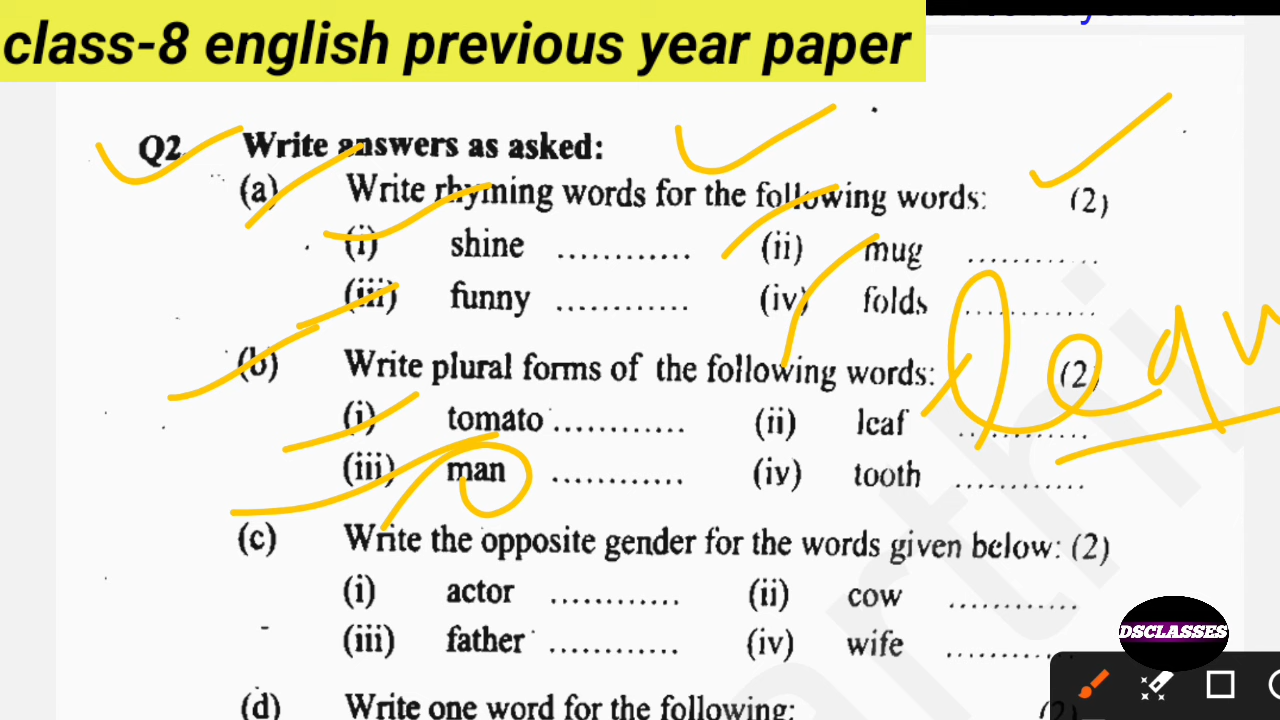 class-8 english previous year paper
Q2. Write answers as asked:
(a) Write rhyming words for the following words: (2)
(i) shine ............ (ii) mug ............
(iii) funny ............ (iv) folds ............
(b) Write plural forms of the following words: (2)
(i) tomato ............ (ii) leaf ............
(iii) man ............ (iv) tooth ............
(c) Write the opposite gender for the words given below: (2)
(i) actor ............ (ii) cow ............
(iii) father ............ (iv) wife ............
DSCLASSES
(d) Write one word for the following: (2)